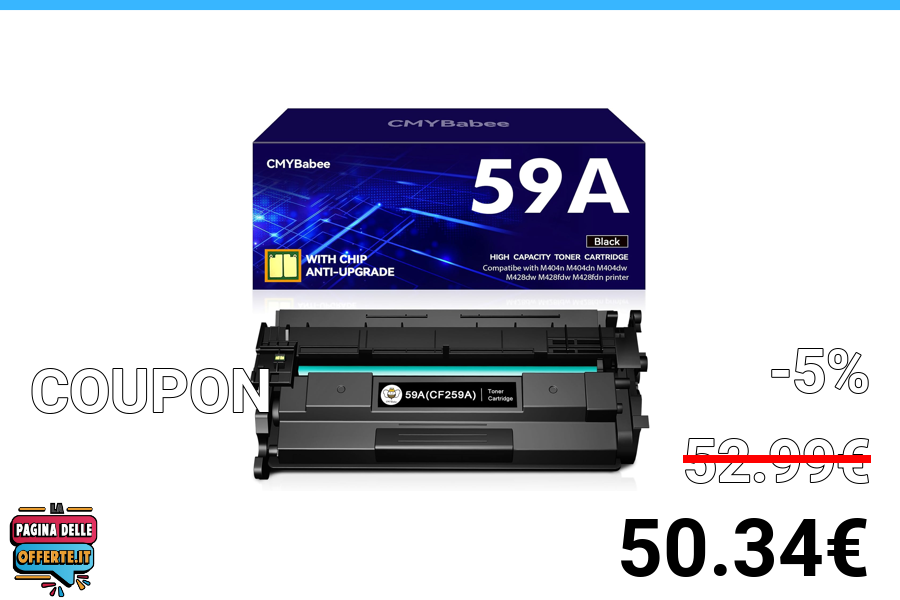 CMYBabee
CMYBabee
59A
Black
WITH CHIP
ANTI-UPGRADE
HIGH CAPACITY TONER CARTRIDGE
Compatibe with M404n M404dn M404dw
M428dw M428fdw M428fdn printer
59A(CF259A)
Toner
Cartridge
COUPON
-5%
52.99€
50.34€
LA
PAGINA DELLE
OFFERTE.IT